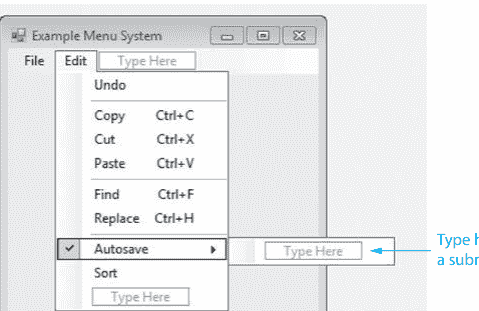 Example Menu System
File Edit Type Here
Undo
Copy Ctrl+C
Cut Ctrl+X
Paste Ctrl+V
Find Ctrl+F
Replace Ctrl+H
Autosave Type Here
Type
a
Sort
Type Here